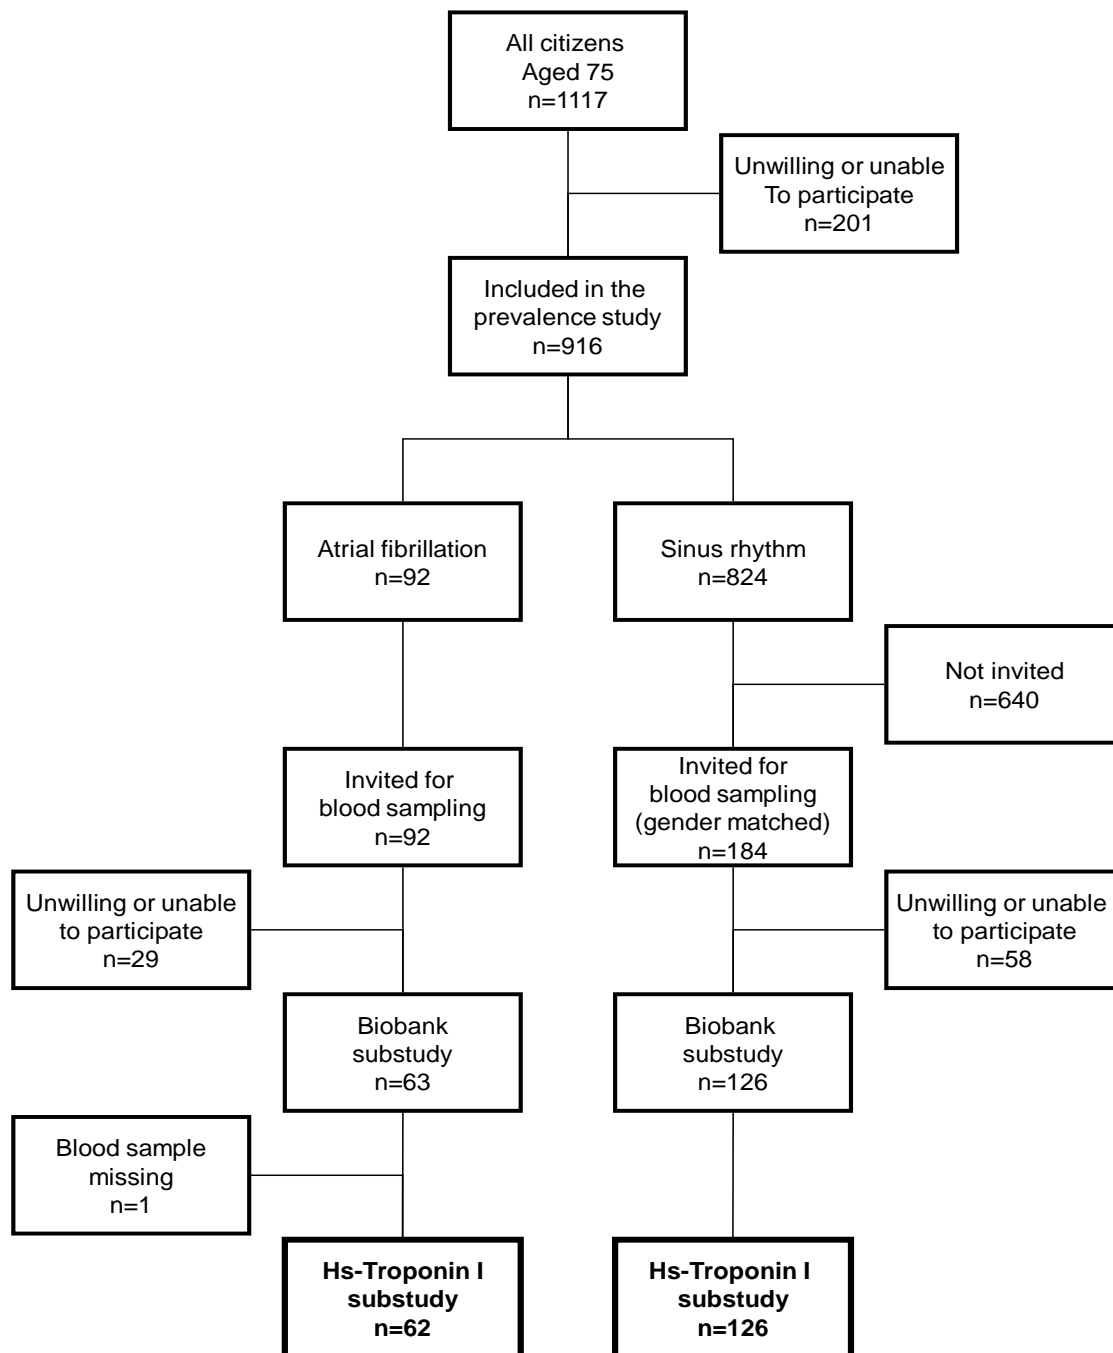 All citizens
Aged 75
n=1117
Unwilling or unable
To participate
n=201
Included in the
prevalence study
n=916
Atrial fibrillation
n=92
Sinus rhythm
n=824
Not invited
n=640
Invited for
blood sampling
n=92
Invited for
blood sampling
(gender matched)
n=184
Unwilling or unable
to participate
n=29
Unwilling or unable
to participate
n=58
Biobank
substudy
n=63
Biobank
substudy
n=126
Blood sample
missing
n=1
Hs-Troponin I
substudy
n=62
Hs-Troponin I
substudy
n=126